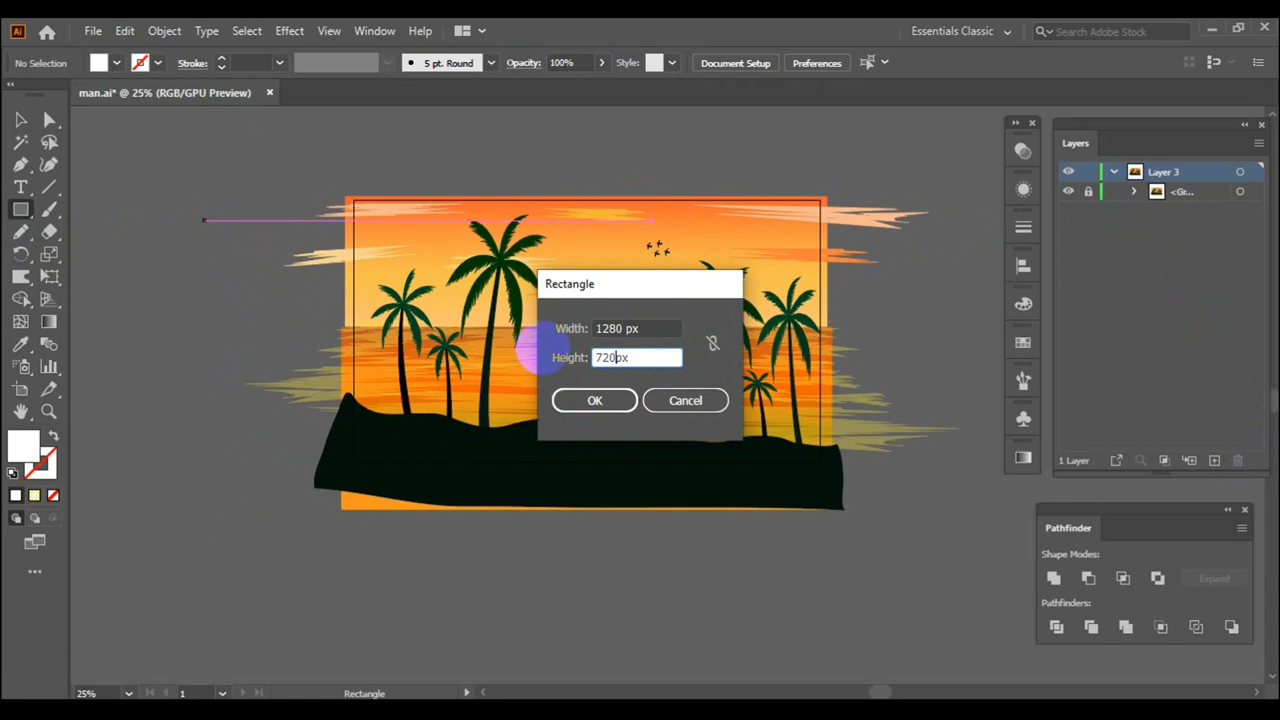 Ai File Edit Object Type Select Effect View Window Help Essentials Classic Search Adobe Stock
No Selection Stroke: 5 pt. Round Opacity: 100% Style: Document Setup Preferences
man.ai* @ 25% (RGB/GPU Preview)
Layers
Layer 3
<Gr...
Rectangle
Width: 1280 px
Height: 720px
OK Cancel
1 Layer
Pathfinder
Shape Modes:
Expand
Pathfinders:
25% 1 Rectangle